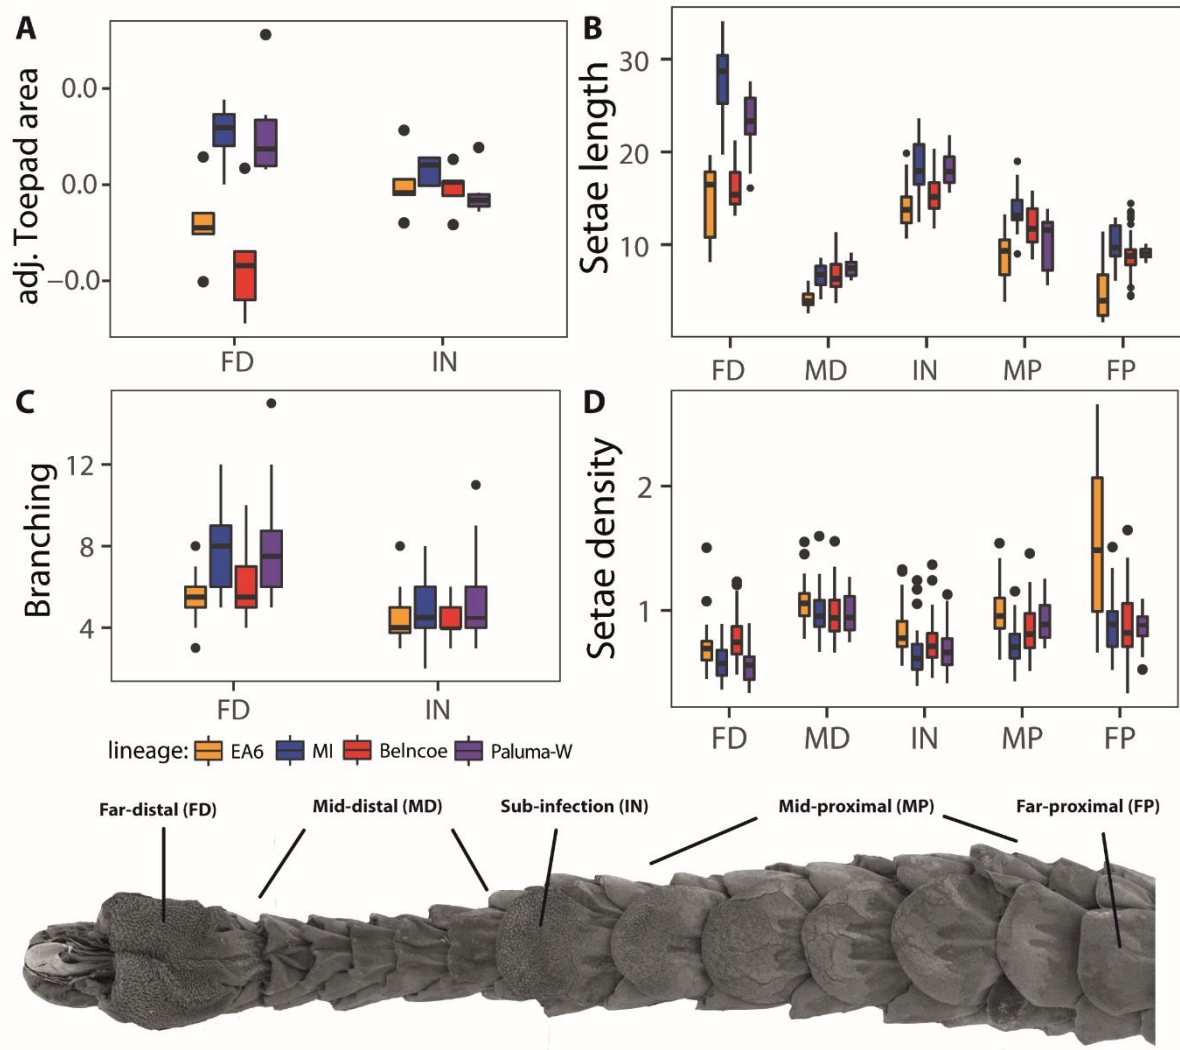 A
adj. Toepad area
0.0
0.0
−0.0
FD IN
B
Setae length
30
20
10
FD MD IN MP FP
C
Branching
12
8
4
FD IN
D
Setae density
2
1
FD MD IN MP FP
lineage: EA6 MI Belncoe Paluma-W
Far-distal (FD) Mid-distal (MD) Sub-infection (IN) Mid-proximal (MP) Far-proximal (FP)